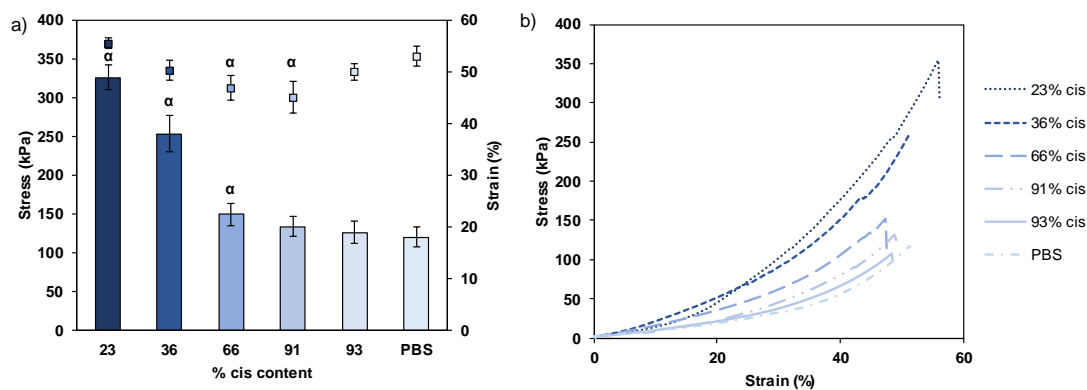 a)
400
350
300
250
200
150
100
50
0
Stress (kPa)
60
50
40
30
20
10
0
Strain (%)
α
α
α
α
α
23 36 66 91 93 PBS
% cis content
b)
400
350
300
250
200
150
100
50
0
Stress (kPa)
0 20 40 60
Strain (%)
23% cis
36% cis
66% cis
91% cis
93% cis
PBS